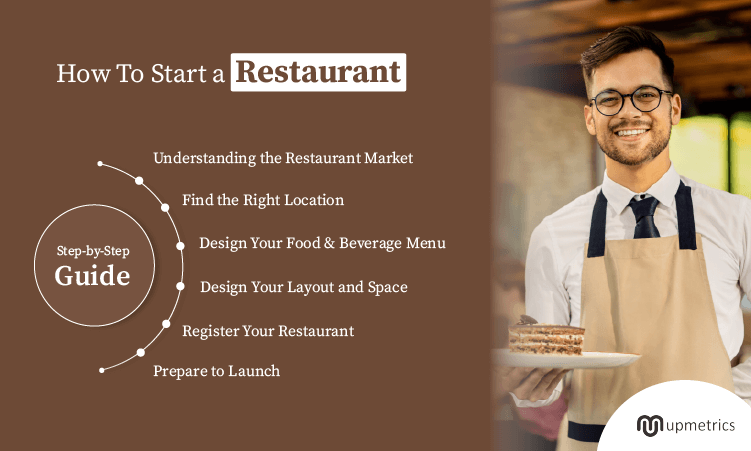 How To Start a Restaurant
Understanding the Restaurant Market
Find the Right Location
Step-by-Step
Guide
Design Your Food & Beverage Menu
Design Your Layout and Space
Register Your Restaurant
Prepare to Launch
upmetrics